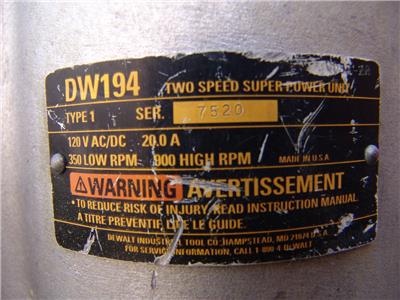 DW194 TWO SPEED SUPER POWER UNIT
TYPE 1 SER. 7520
120 V AC/DC 20.0 A
350 LOW RPM- 900 HIGH RPM MADE IN U.S.A
WARNING AVERTISSEMENT
• TO REDUCE RISK OF INJURY, READ INSTRUCTION MANUAL.
À TITRE PRÉVENTIF, LIRE LE GUIDE.
DEWALT INDUSTRIAL TOOL CO. HAMPSTEAD, MD 21074 U.S.A
FOR SERVICE INFORMATION, CALL 1-800-4-DEWALT